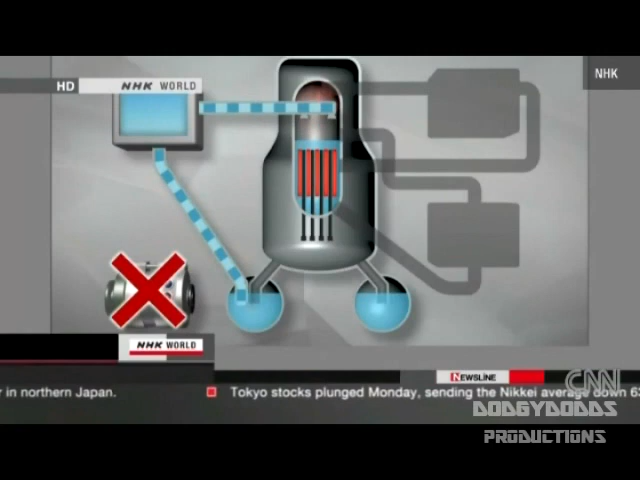 HD NHK WORLD
NHK
NHK WORLD
NEWSLINE
CNN
r in northern Japan. Tokyo stocks plunged Monday, sending the Nikkei average down 63
DODGYDODDS
PRODUCTIONS